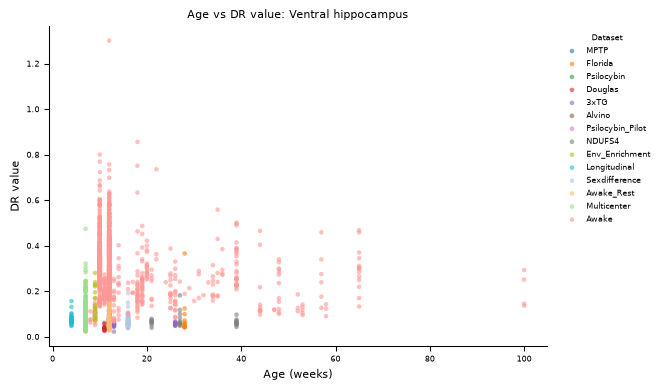 Age vs DR value: Ventral hippocampus
DR value
1.2
1.0
0.8
0.6
0.4
0.2
0.0
0
20
40
60
80
100
Age (weeks)
Dataset
MPTP
Florida
Psilocybin
Douglas
3xTG
Alvino
Psilocybin_Pilot
NDUFS4
Env_Enrichment
Longitudinal
Sexdifference
Awake_Rest
Multicenter
Awake